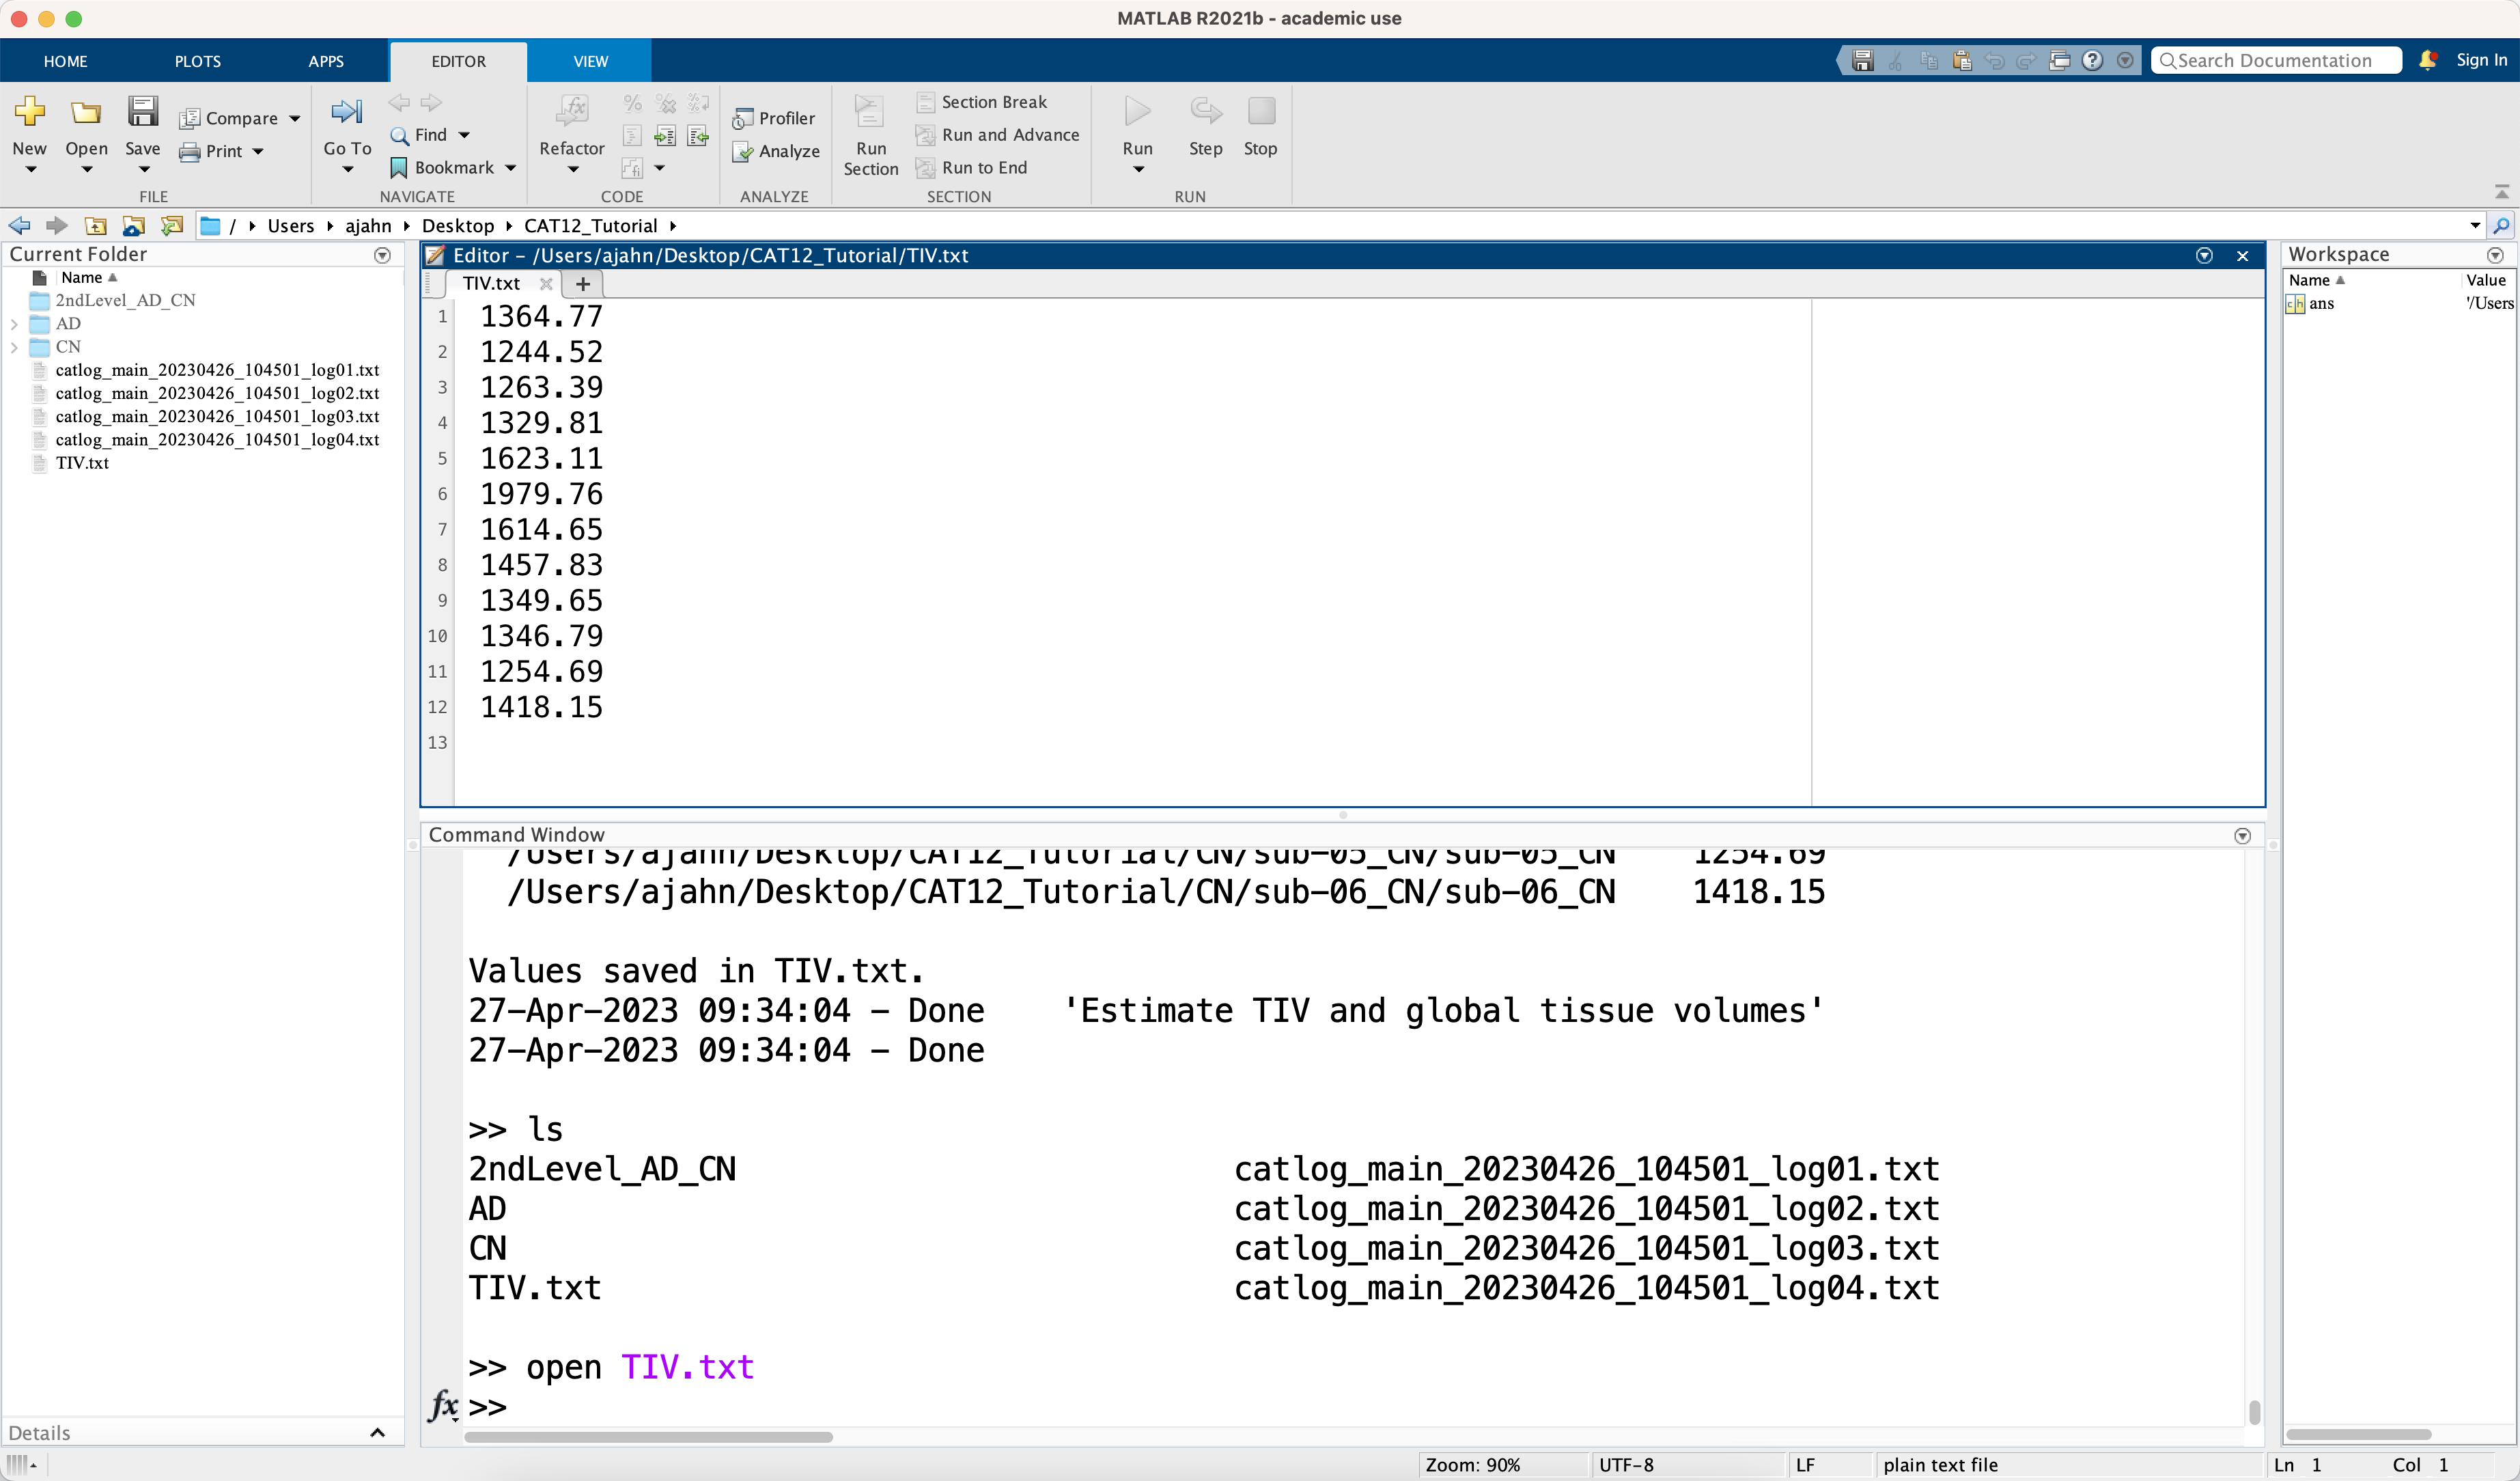 MATLAB R2021b - academic use
HOME PLOTS APPS EDITOR VIEW Search Documentation Sign In
New Open Save Compare Print
FILE
Go To Find Bookmark
NAVIGATE
Refactor
CODE
Profiler Analyze
ANALYZE
Run Section Section Break Run and Advance Run to End
SECTION
Run Step Stop
RUN
/ Users ajahn Desktop CAT12_Tutorial
Current Folder
Name
2ndLevel_AD_CN
AD
CN
catlog_main_20230426_104501_log01.txt
catlog_main_20230426_104501_log02.txt
catlog_main_20230426_104501_log03.txt
catlog_main_20230426_104501_log04.txt
TIV.txt
Details
Editor - /Users/ajahn/Desktop/CAT12_Tutorial/TIV.txt
TIV.txt +
1 1364.77
2 1244.52
3 1263.39
4 1329.81
5 1623.11
6 1979.76
7 1614.65
8 1457.83
9 1349.65
10 1346.79
11 1254.69
12 1418.15
13
Command Window
/Users/ajahn/Desktop/CAT12_Tutorial/CN/sub-05_CN/sub-05_CN 1254.69
/Users/ajahn/Desktop/CAT12_Tutorial/CN/sub-06_CN/sub-06_CN 1418.15
Values saved in TIV.txt.
27-Apr-2023 09:34:04 - Done 'Estimate TIV and global tissue volumes'
27-Apr-2023 09:34:04 - Done
>> ls
2ndLevel_AD_CN catlog_main_20230426_104501_log01.txt
AD catlog_main_20230426_104501_log02.txt
CN catlog_main_20230426_104501_log03.txt
TIV.txt catlog_main_20230426_104501_log04.txt
>> open TIV.txt
fx >>
Workspace
Name Value
ans '/Users
Zoom: 90% UTF-8 LF plain text file Ln 1 Col 1